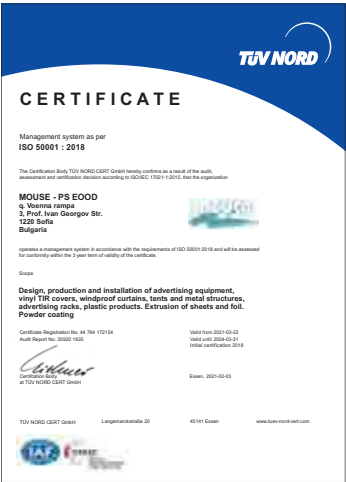 TÜV NORD
CERTIFICATE
Management system as per
ISO 50001 : 2018
The Certification Body TÜV NORD CERT GmbH hereby confirms as a result of the audit,
assessment and certification decision according to ISO/IEC 17021-1:2015, that the organization
MOUSE - PS EOOD
q. Voenna rampa
3, Prof. Ivan Georgov Str.
1220 Sofia
Bulgaria
operates a management system in accordance with the requirements of ISO 50001:2018 and will be assessed
for conformity within the 3 year term of validity of the certificate.
Scope
Design, production and installation of advertising equipment,
vinyl TIR covers, windproof curtains, tents and metal structures,
advertising racks, plastic products. Extrusion of sheets and foil.
Powder coating
Certificate Registration No. 44 764 172154
Audit Report No. 35920 1635
Valid from 2021-03-22
Valid until 2024-03-21
Initial certification 2018
Certification Body
at TÜV NORD CERT GmbH
Essen, 2021-02-03
TÜV NORD CERT GmbH Langemarckstraße 20 45141 Essen www.tuev-nord-cert.com
IAF